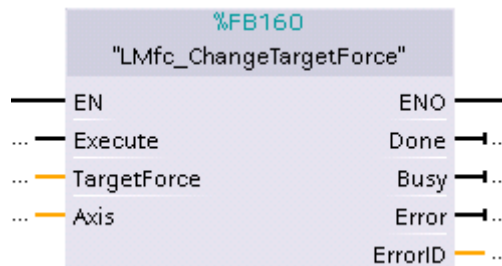 %FB160
"LMfc_ChangeTargetForce"
EN ENO
... Execute Done ...
... TargetForce Busy ...
... Axis Error ...
ErrorID ...